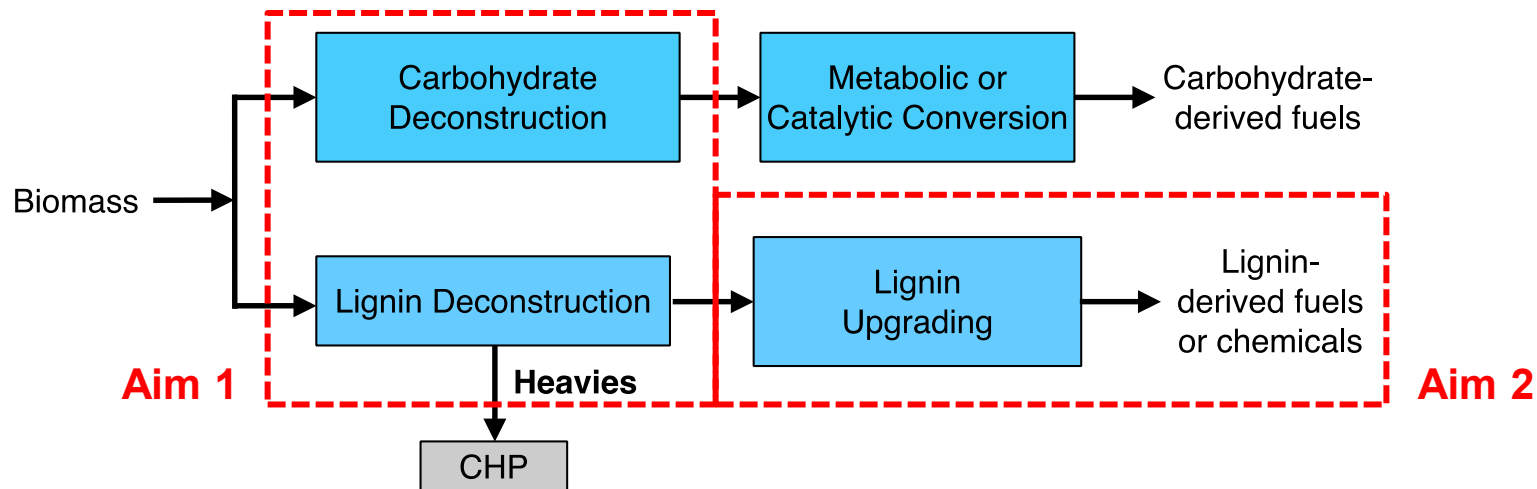 Carbohydrate
Deconstruction
Metabolic or
Catalytic Conversion
Carbohydrate-
derived fuels
Biomass
Lignin Deconstruction
Lignin
Upgrading
Lignin-
derived fuels
or chemicals
Aim 1
Heavies
Aim 2
CHP